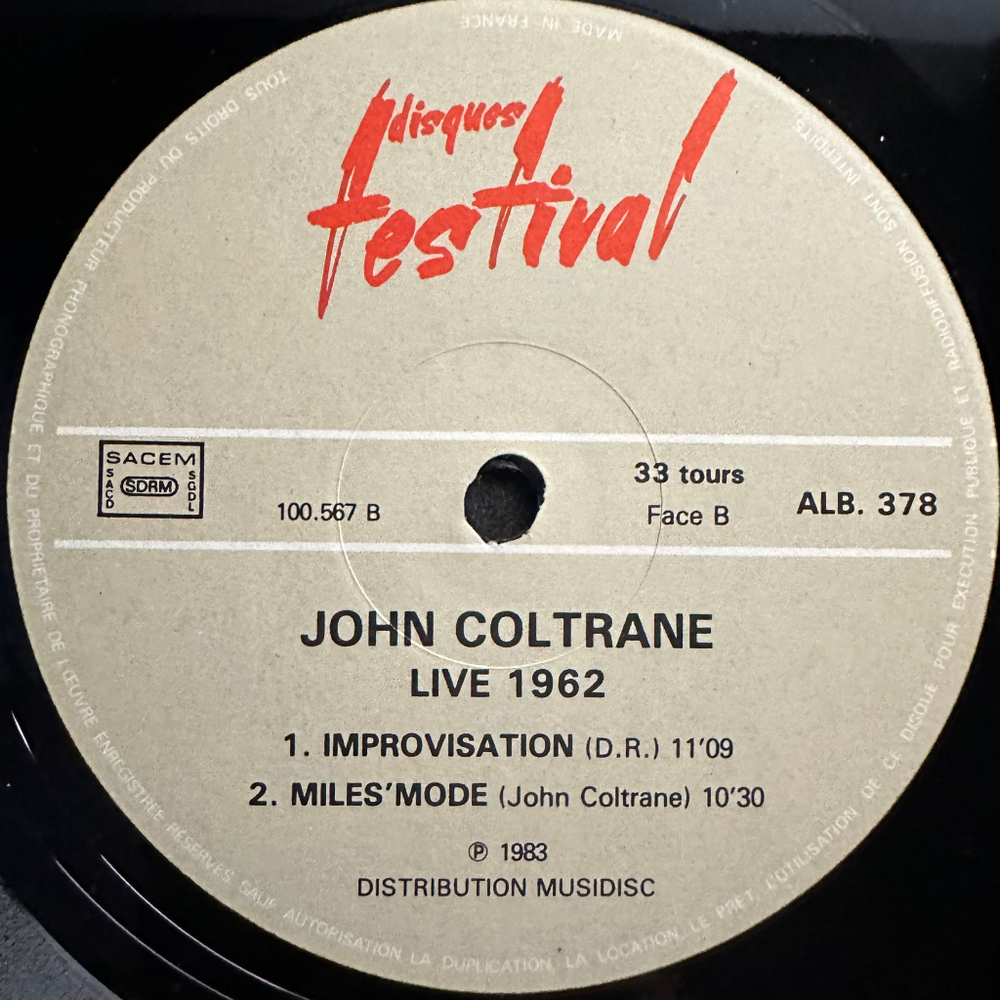 MADE IN FRANCE
disques
festival
SACEM
SACD
SDRM
SGDL
100.567 B
33 tours
Face B
ALB. 378
JOHN COLTRANE
LIVE 1962
1. IMPROVISATION (D.R.) 11'09
2. MILES'MODE (John Coltrane) 10'30
℗ 1983
DISTRIBUTION MUSIDISC
TOUS DROITS DU PRODUCTEUR PHONOGRAPHIQUE ET DU PROPRIETAIRE DE L'ŒUVRE ENREGISTREE RESERVES SAUF AUTORISATION LA DUPLICATION LA LOCATION LE PRET, L'UTILISATION DE CE DISQUE POUR EXECUTION PUBLIQUE ET RADIODIFFUSION SONT INTERDITS